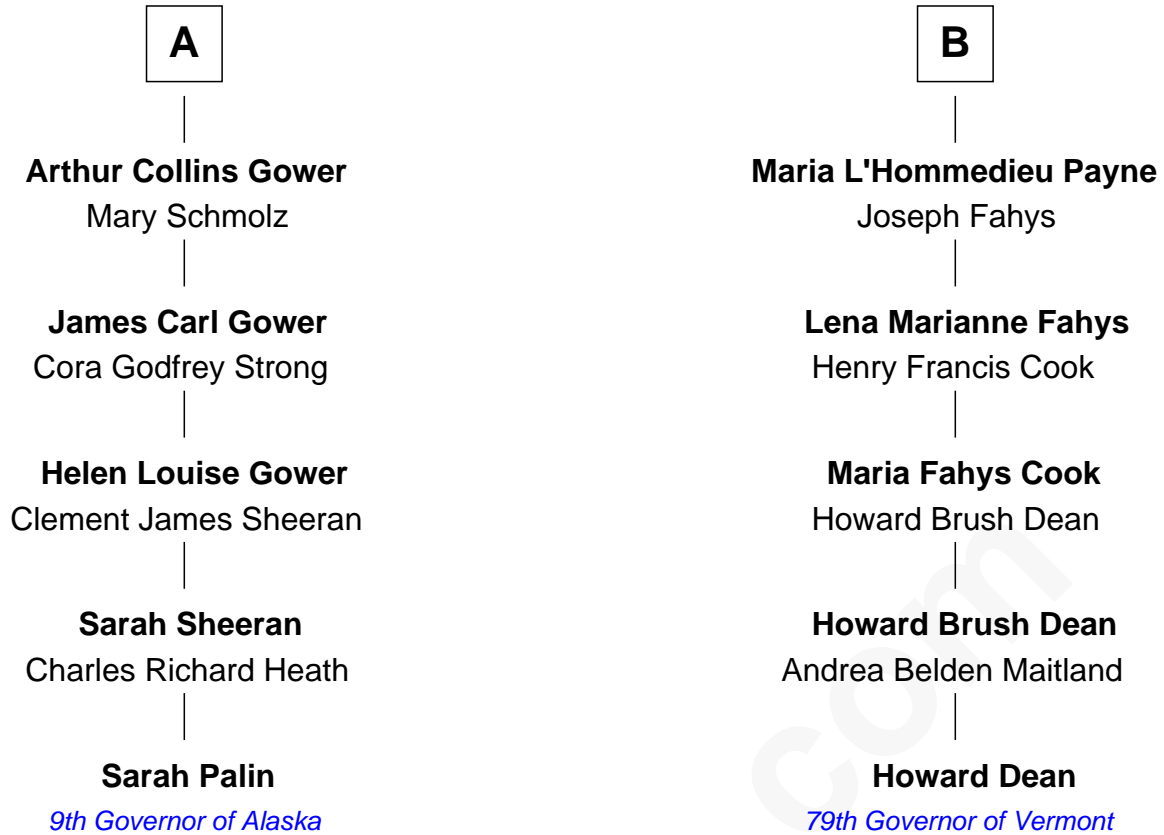 A
Arthur Collins Gower
Mary Schmolz
James Carl Gower
Cora Godfrey Strong
Helen Louise Gower
Clement James Sheeran
Sarah Sheeran
Charles Richard Heath
Sarah Palin
9th Governor of Alaska
B
Maria L'Hommedieu Payne
Joseph Fahys
Lena Marianne Fahys
Henry Francis Cook
Maria Fahys Cook
Howard Brush Dean
Howard Brush Dean
Andrea Belden Maitland
Howard Dean
79th Governor of Vermont
com